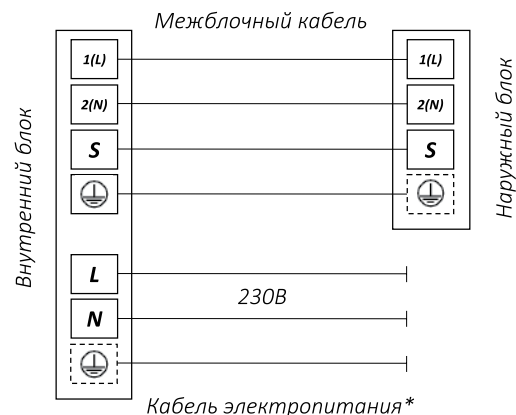 Межблочный кабель
Внутренний блок
1(L)
2(N)
S
1(L)
2(N)
S
Наружный блок
L
230В
N
Кабель электропитания*